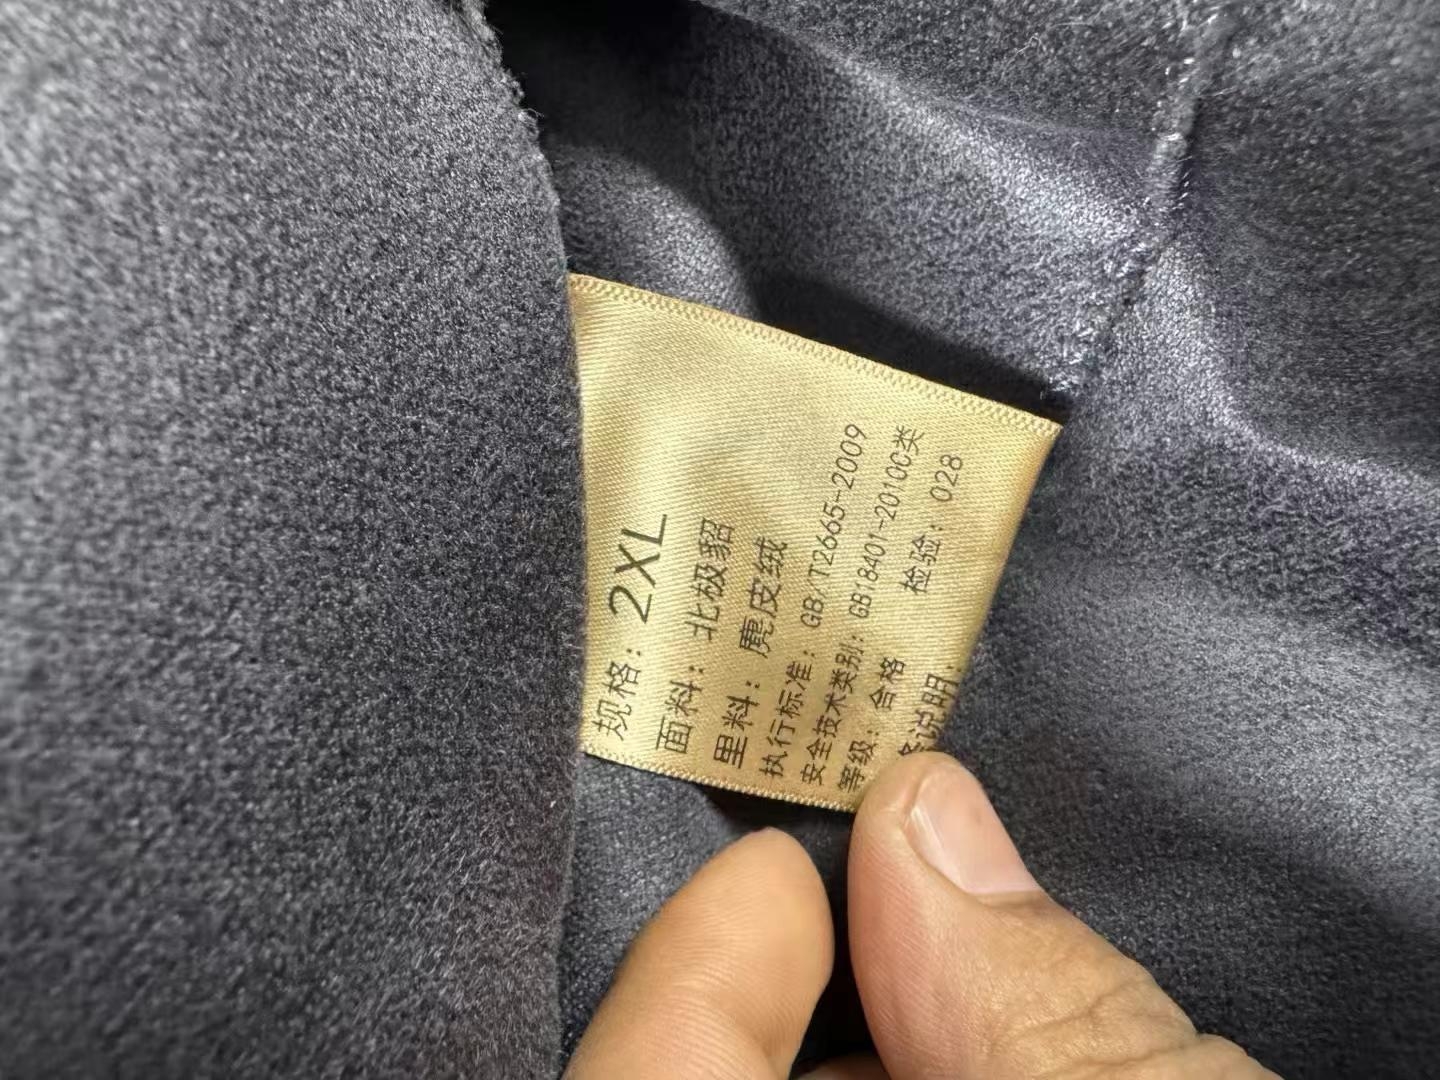 规格：2XL
面料：北极貂
里料：麂皮绒
执行标准：GB/T2665-2009
安全技术类别：GB18401-2010C类
等级：合格 检验：028
说明：